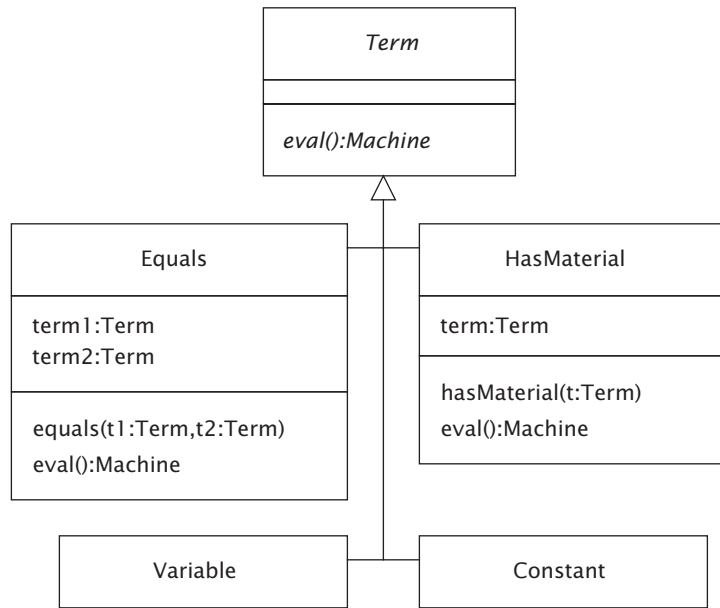 Term
eval():Machine
Equals
term1:Term
term2:Term
equals(t1:Term,t2:Term)
eval():Machine
HasMaterial
term:Term
hasMaterial(t:Term)
eval():Machine
Variable
Constant